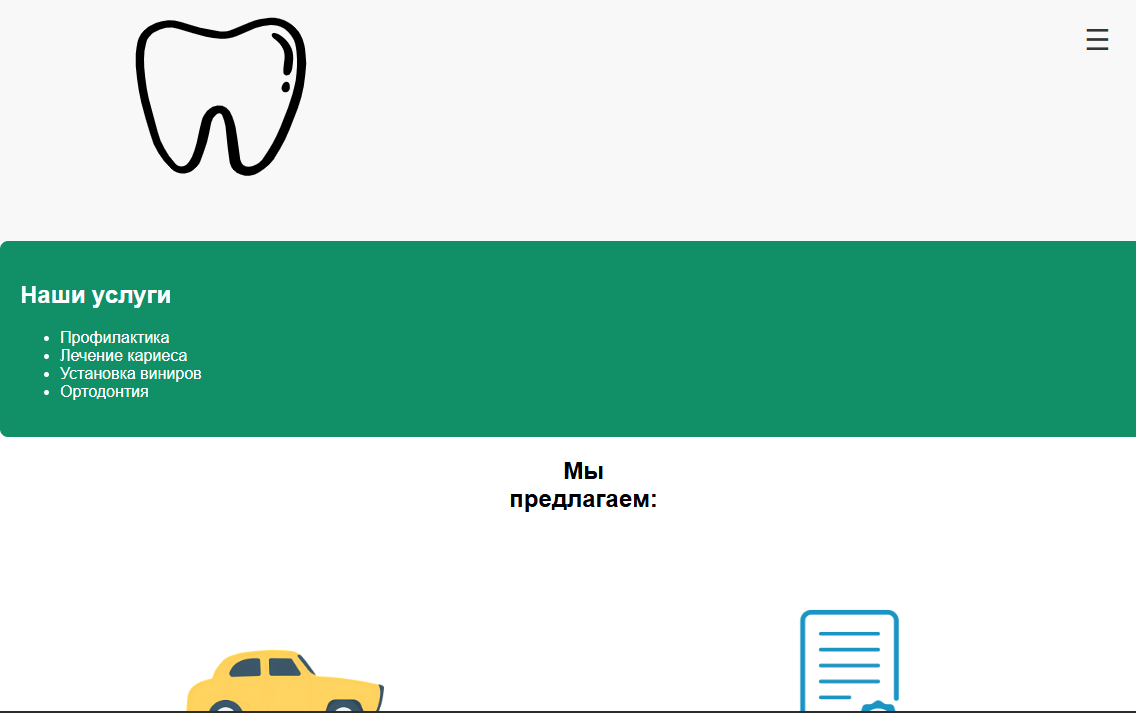 Наши услуги
Профилактика
Лечение кариеса
Установка виниров
Ортодонтия
Мы
предлагаем: